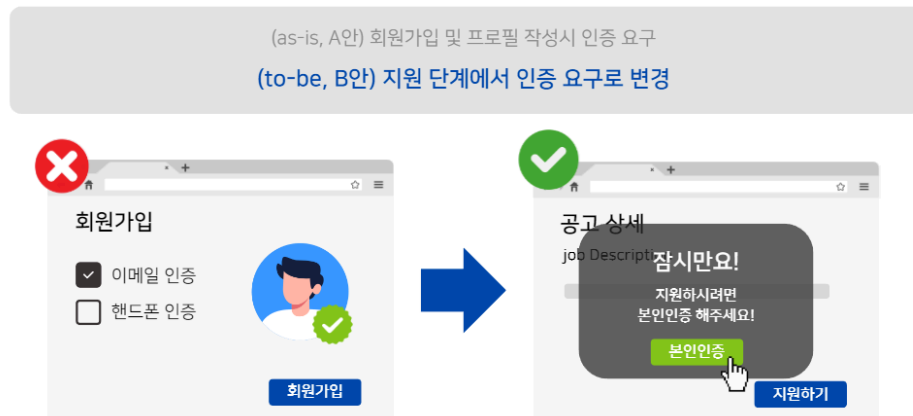 (as-is, A안) 회원가입 및 프로필 작성시 인증 요구
(to-be, B안) 지원 단계에서 인증 요구로 변경
회원가입
이메일 인증
핸드폰 인증
회원가입
공고 상세
job Descripti
잠시만요!
지원하시려면
본인인증 해주세요!
본인인증
지원하기